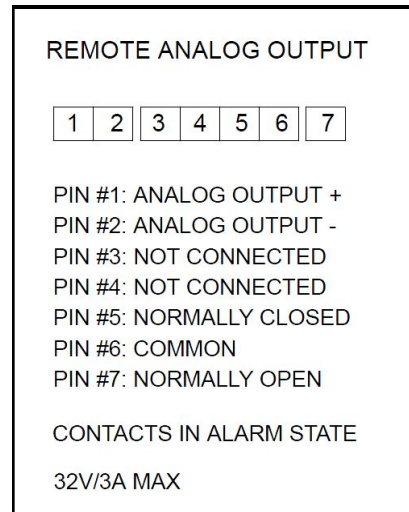 REMOTE ANALOG OUTPUT
1 2 3 4 5 6 7
PIN #1: ANALOG OUTPUT +
PIN #2: ANALOG OUTPUT -
PIN #3: NOT CONNECTED
PIN #4: NOT CONNECTED
PIN #5: NORMALLY CLOSED
PIN #6: COMMON
PIN #7: NORMALLY OPEN
CONTACTS IN ALARM STATE
32V/3A MAX